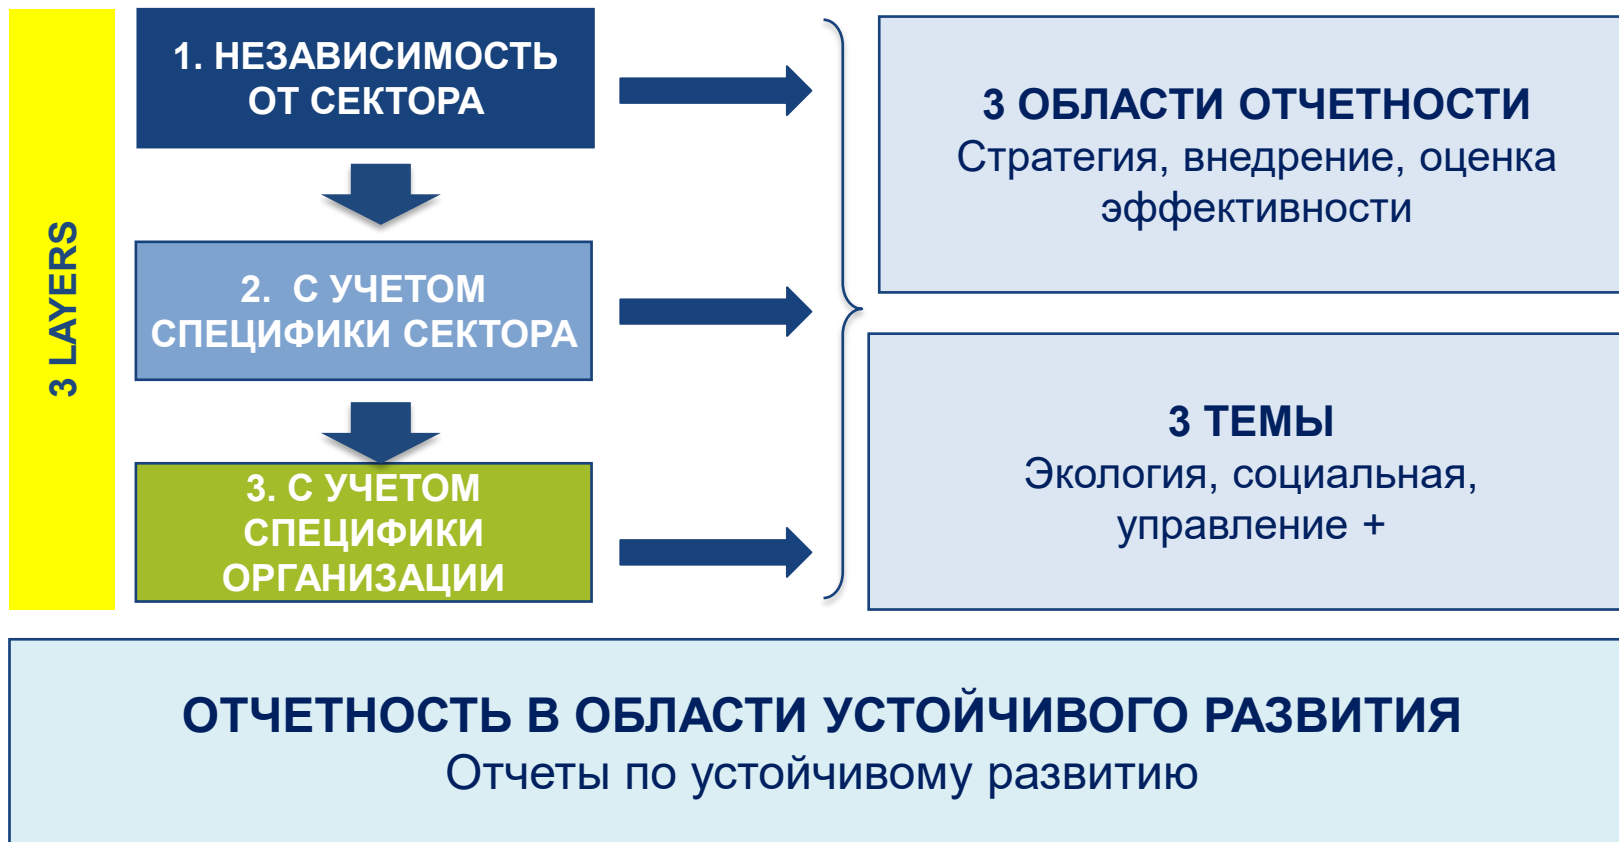 3 LAYERS
1. НЕЗАВИСИМОСТЬ
ОТ СЕКТОРА
2. С УЧЕТОМ
СПЕЦИФИКИ СЕКТОРА
3. С УЧЕТОМ
СПЕЦИФИКИ
ОРГАНИЗАЦИИ
3 ОБЛАСТИ ОТЧЕТНОСТИ
Стратегия, внедрение, оценка
эффективности
3 ТЕМЫ
Экология, социальная,
управление +
ОТЧЕТНОСТЬ В ОБЛАСТИ УСТОЙЧИВОГО РАЗВИТИЯ
Отчеты по устойчивому развитию